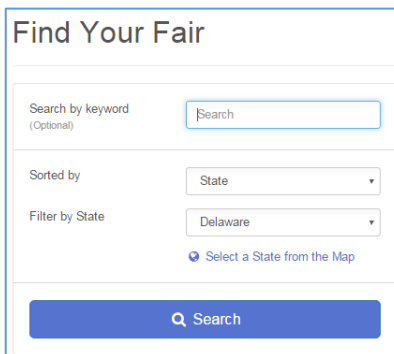 Find Your Fair
Search by keyword
(Optional)
Search
Sorted by
State
Filter by State
Delaware
Select a State from the Map
Search